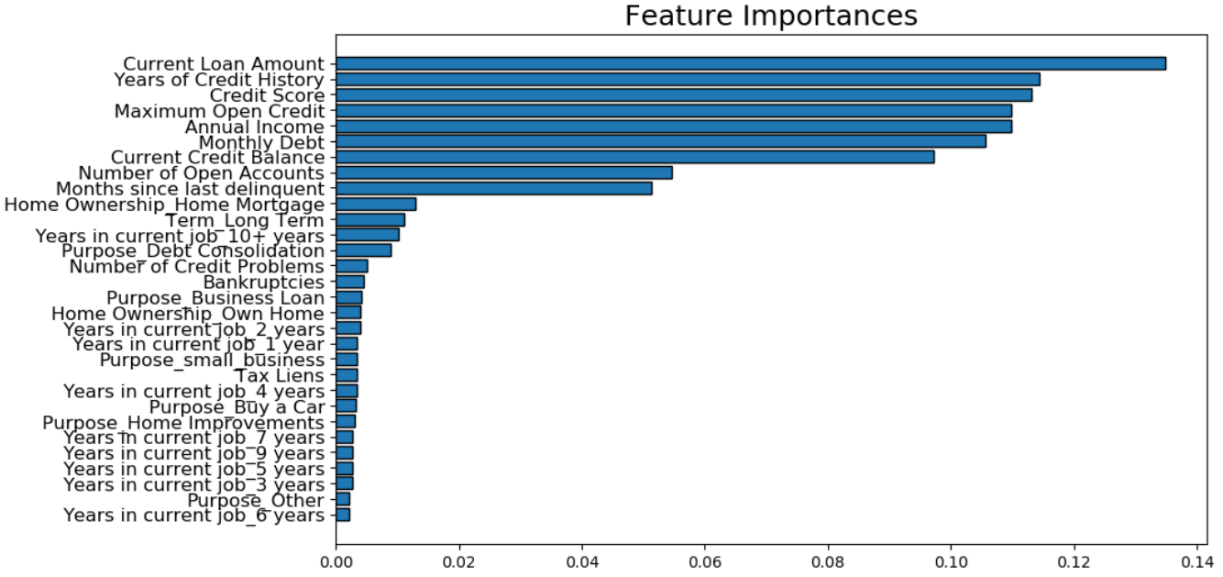 Feature Importances
Current Loan Amount
Years of Credit History
Credit Score
Maximum Open Credit
Annual Income
Monthly Debt
Current Credit Balance
Number of Open Accounts
Months since last delinquent
Home Ownership_Home Mortgage
Term_Long Term
Years in current job_10+ years
Purpose_Debt Consolidation
Number of Credit Problems
Bankruptcies
Purpose_Business Loan
Home Ownership_Own Home
Years in current job_2 years
Years in current job_1 year
Purpose_small_business
Tax Liens
Years in current job_4 years
Purpose_Buy a Car
Purpose_Home Improvements
Years in current job_7 years
Years in current job_9 years
Years in current job_5 years
Years in current job_3 years
Purpose_Other
Years in current job_6 years
0.00 0.02 0.04 0.06 0.08 0.10 0.12 0.14